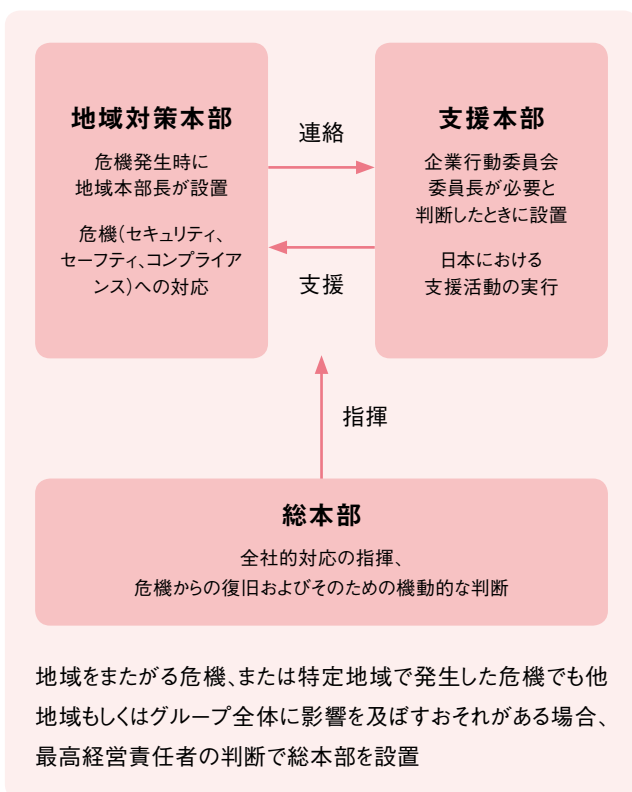 地域対策本部
危機発生時に
地域本部長が設置
危機（セキュリティ、
セーフティ、コンプライア
ンス）への対応
連絡
支援
支援本部
企業行動委員会
委員長が必要と
判断したときに設置
日本における
支援活動の実行
指揮
総本部
全社的対応の指揮、
危機からの復旧およびそのための機動的な判断
地域をまたがる危機、または特定地域で発生した危機でも他
地域もしくはグループ全体に影響を及ぼすおそれがある場合、
最高経営責任者の判断で総本部を設置